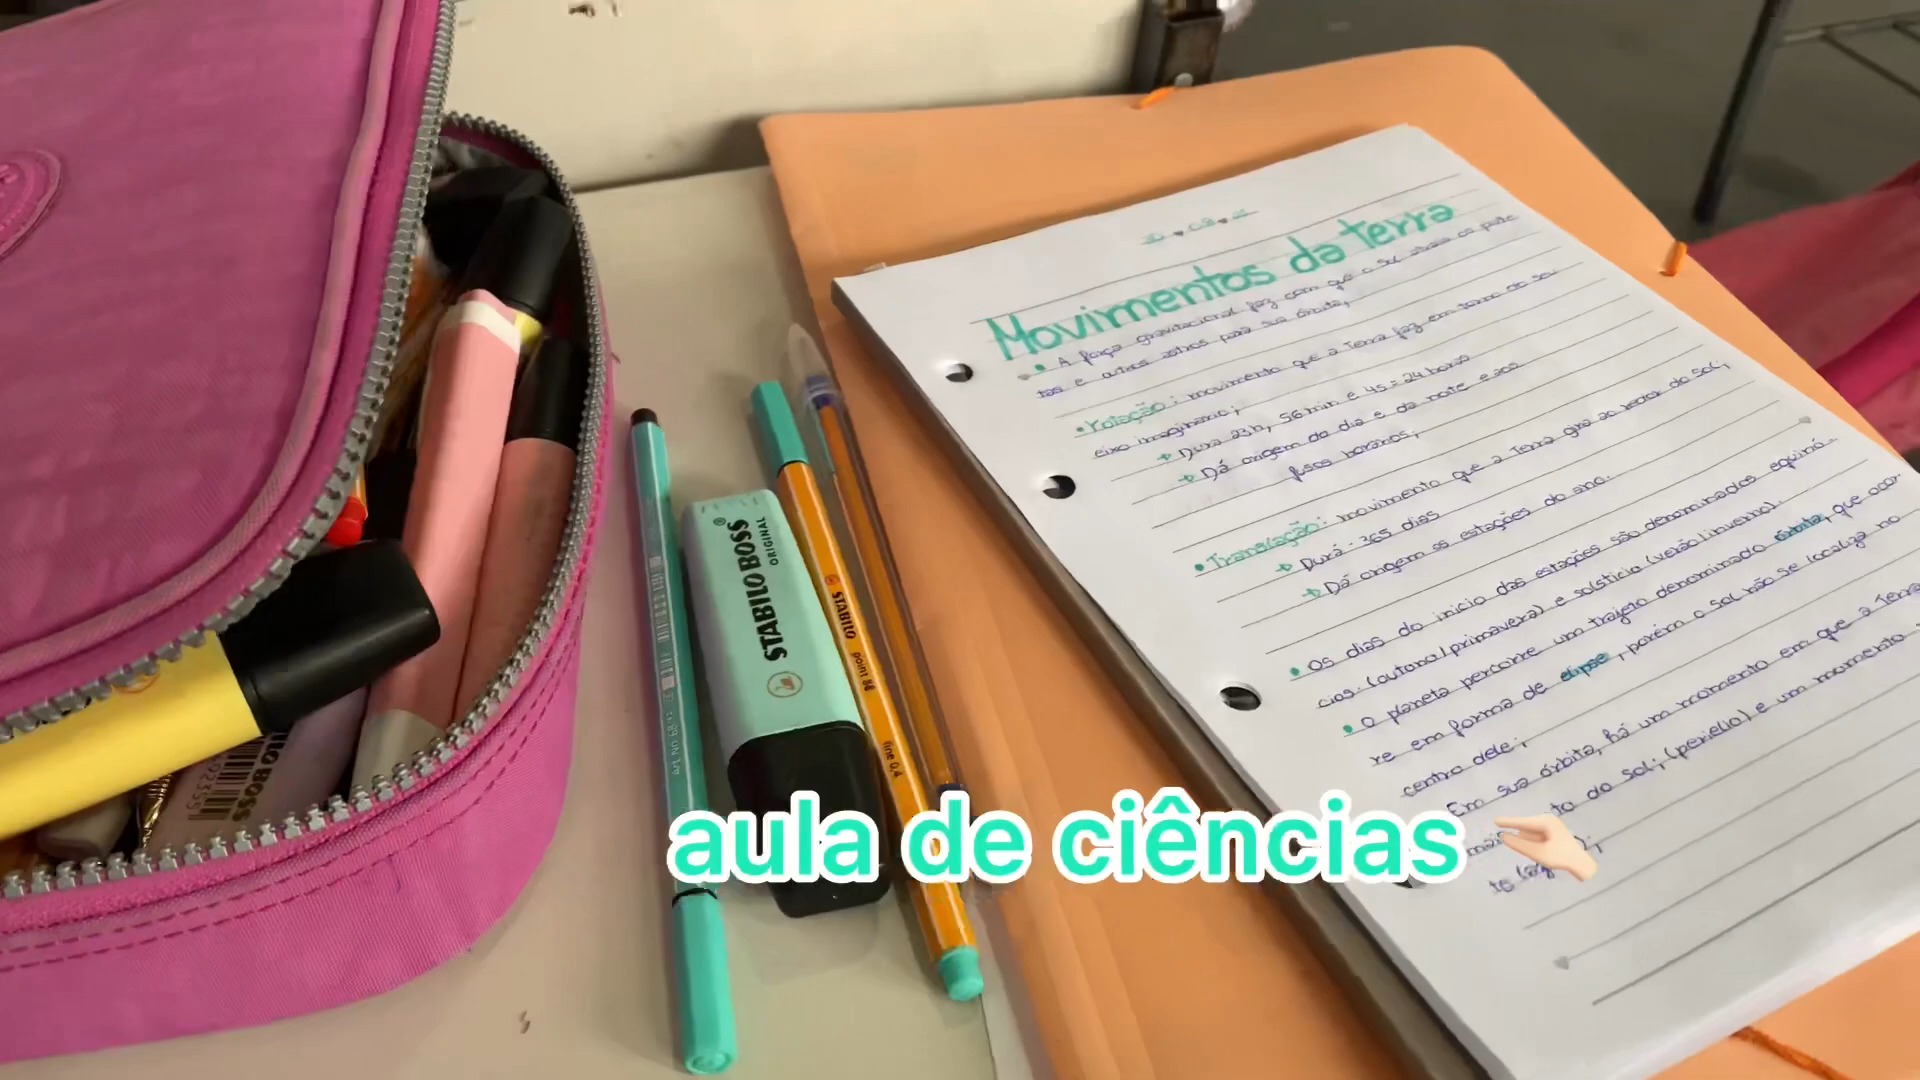 Movimentos da terra
• A força gravitacional faz com que o Sol atraia os plane
tas e outros astros para sua órbita;
• Rotação: movimento que a Terra faz em torno do seu
eixo imaginário;
Dura 23h, 56 min e 4s = 24 horas
Dá origem do dia e da noite e aos
fusos horários;
• Translação: movimento que a Terra gira ao redor do Sol;
Durá: 365 dias
Dá origem as estações do ano.
• Os dias do início das estações são denominados equinó-
cios. (outono/primavera) e solstício (verão/inverno).
• O planeta percorre um trajeto denominado órbita, que ocor
re em forma de elipse, porém o Sol não se localiza no
centro dele;
Em sua órbita, há um momento em que a Terra
to do sol; (periélio) e um momento
STABILO BOSS
ORIGINAL
STABILO
point 88
fine 0,4
BOSS
aula de ciências 🤏🏻